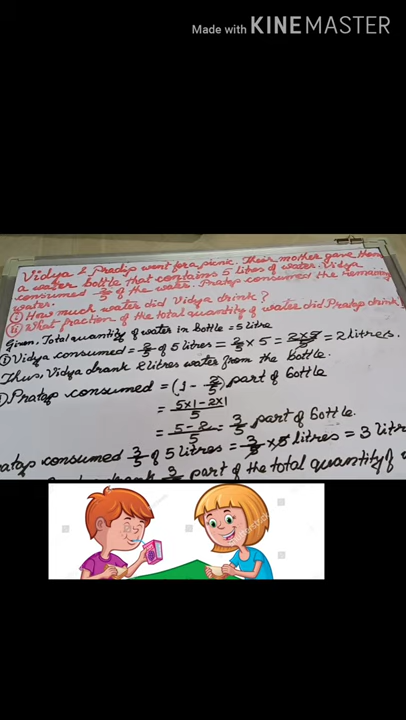 Made with KINEMASTER
Vidya & Pradip went for a picnic. Their mother gave them
a water bottle that contains 5 litres of water. Vidya
consumed 2/5 of the water. Pratap consumed the remaining
water.
(i) How much water did Vidya drink?
(ii) What fraction of the total quantity of water did Pratap drink
Given, Total quantity of water in bottle = 5 litre
(i) Vidya consumed = 2/5 of 5 litres = 2/5 × 5 = 2×5/5 = 2 litres.
Thus, Vidya drank 2 litres water from the bottle.
Pratap consumed = (1 - 2/5) part of bottle
= 5×1-2×1/5
= 5-2/5 = 3/5 part of bottle.
consumed 3/5 of 5 litres = 3/5 × 5 litres = 3 litr
drank 3/5 part of the total quantity of